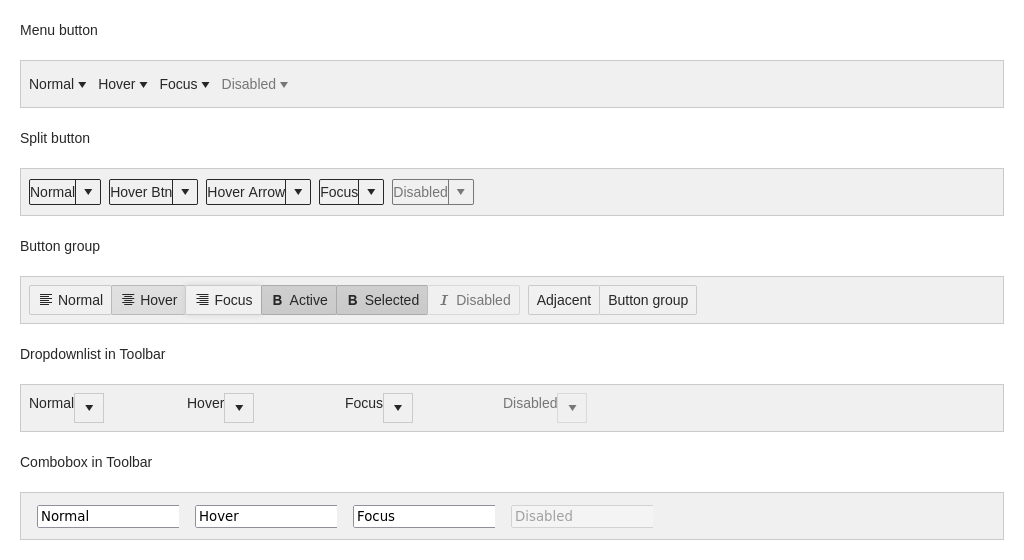 Menu button
Normal Hover Focus Disabled
Split button
Normal Hover Btn Hover Arrow Focus Disabled
Button group
Normal Hover Focus B Active B Selected I Disabled Adjacent Button group
Dropdownlist in Toolbar
Normal Hover Focus Disabled
Combobox in Toolbar
Normal Hover Focus Disabled